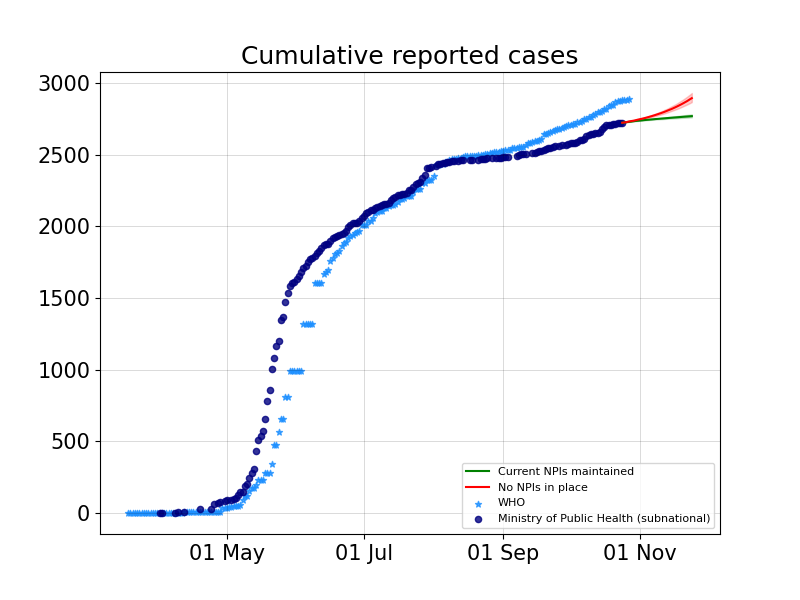 Cumulative reported cases
3000
2500
2000
1500
1000
500
0
01 May
01 Jul
01 Sep
01 Nov
Current NPIs maintained
No NPIs in place
WHO
Ministry of Public Health (subnational)